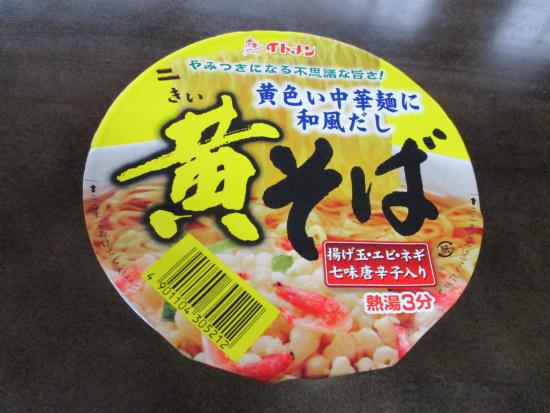 イトメン
やみつきになる不思議な旨さ!
黄色い中華麺に
和風だし
きい
黄そば
揚げ玉・エビ・ネギ
七味唐辛子入り
熱湯3分
4 901104 305212